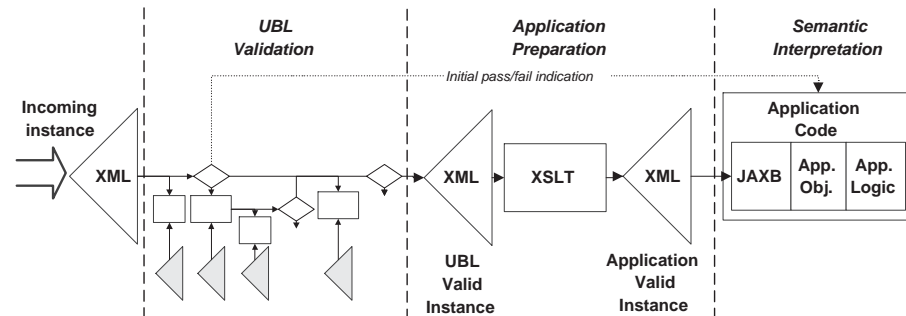 UBL
Validation
Application
Preparation
Semantic
Interpretation
Initial pass/fail indication
Incoming
instance
XML
XML
XSLT
XML
Application
Code
JAXB
App.
Obj.
App.
Logic
UBL
Valid
Instance
Application
Valid
Instance